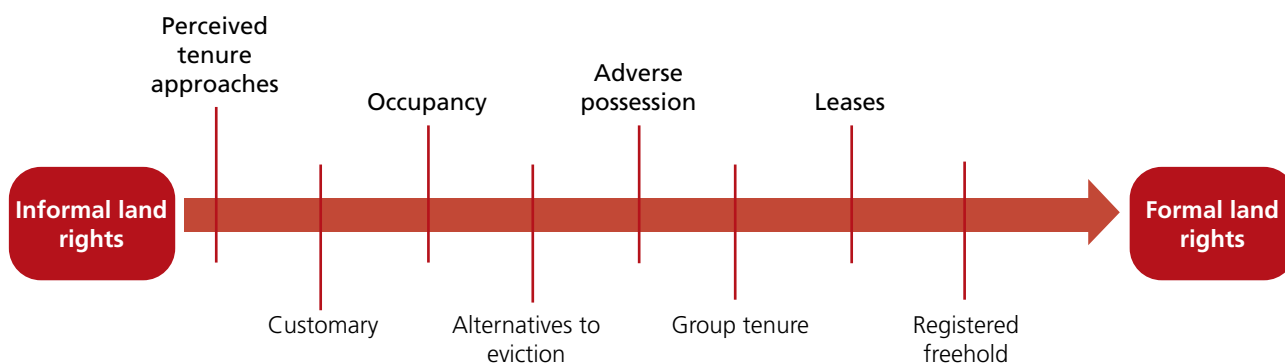 Perceived
tenure
approaches
Occupancy
Adverse
possession
Leases
Informal land
rights
Formal land
rights
Customary
Alternatives to
eviction
Group tenure
Registered
freehold